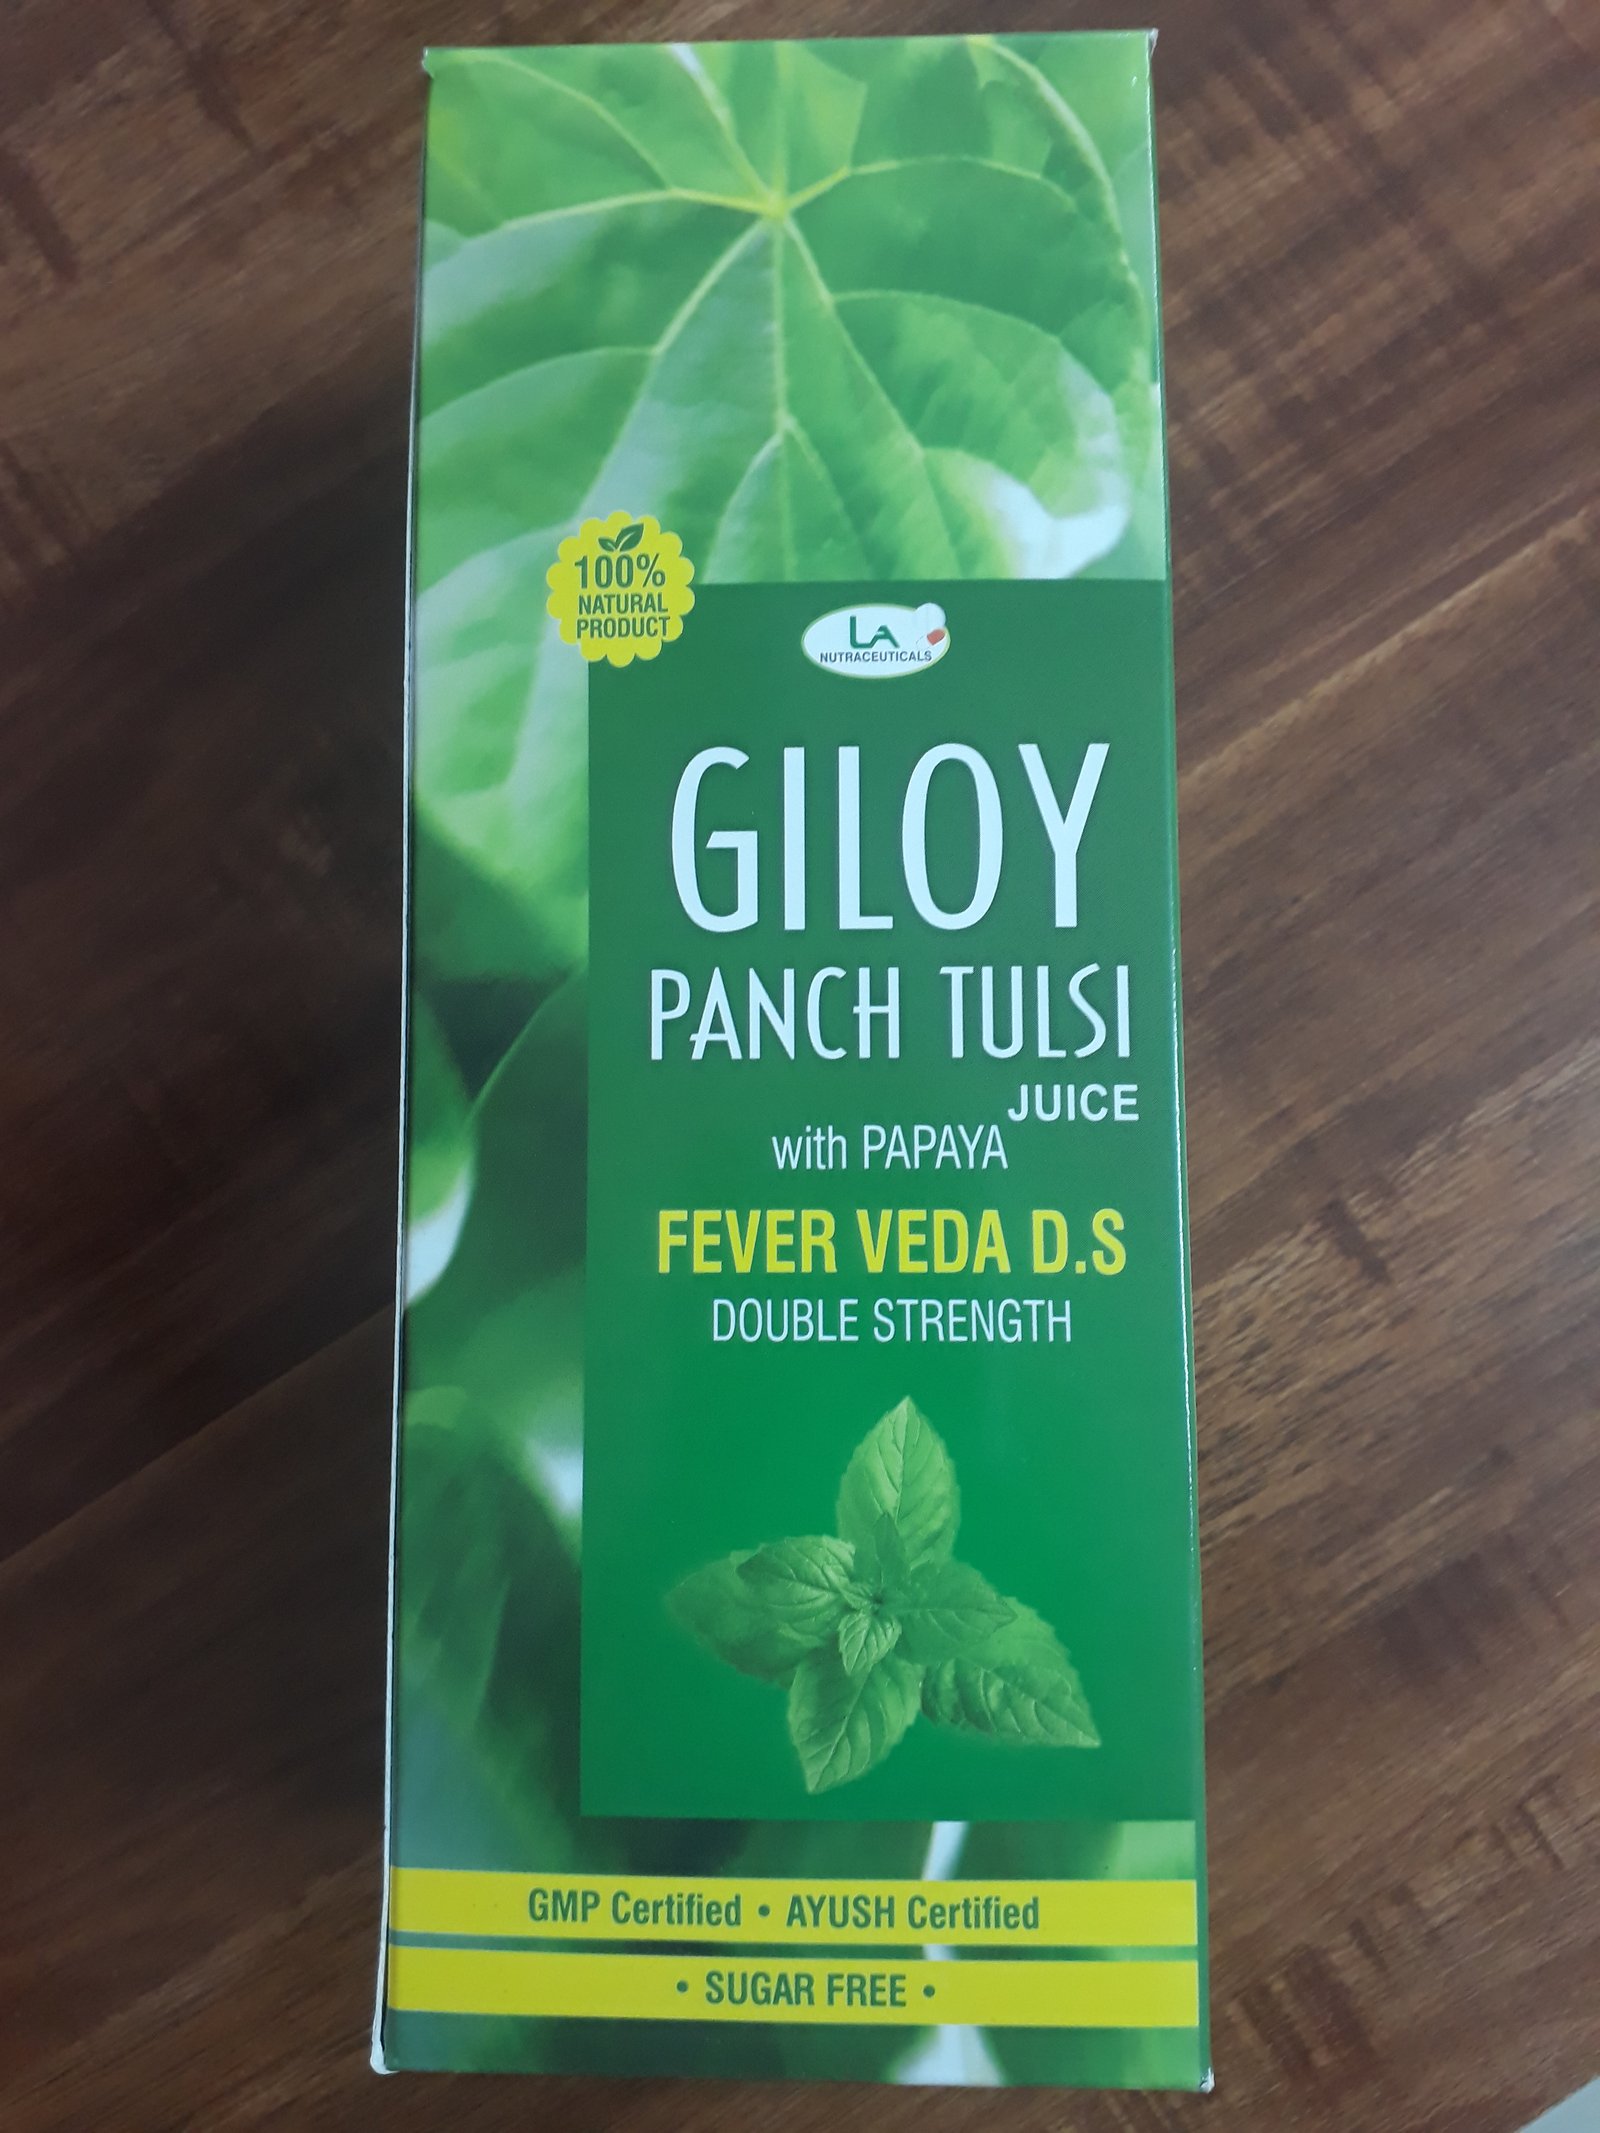 100%
NATURAL
PRODUCT
LA
NUTRACEUTICALS
GILOY
PANCH TULSI
JUICE
with PAPAYA
FEVER VEDA D.S
DOUBLE STRENGTH
GMP Certified • AYUSH Certified
• SUGAR FREE •